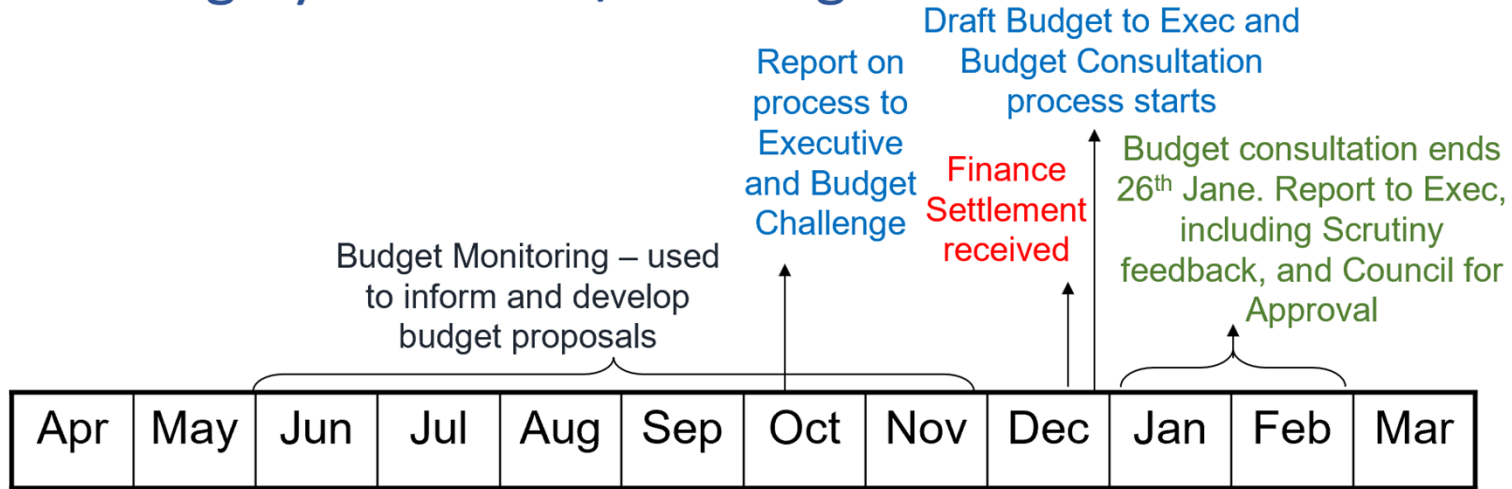 Draft Budget to Exec and
Budget Consultation
process starts
Report on
process to
Executive
and Budget
Challenge
Finance
Settlement
received
Budget consultation ends
26th Jane. Report to Exec,
including Scrutiny
feedback, and Council for
Approval
Budget Monitoring – used
to inform and develop
budget proposals
Apr May Jun Jul Aug Sep Oct Nov Dec Jan Feb Mar